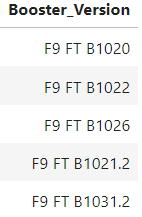 Booster_Version
F9 FT B1020
F9 FT B1022
F9 FT B1026
F9 FT B1021.2
F9 FT B1031.2